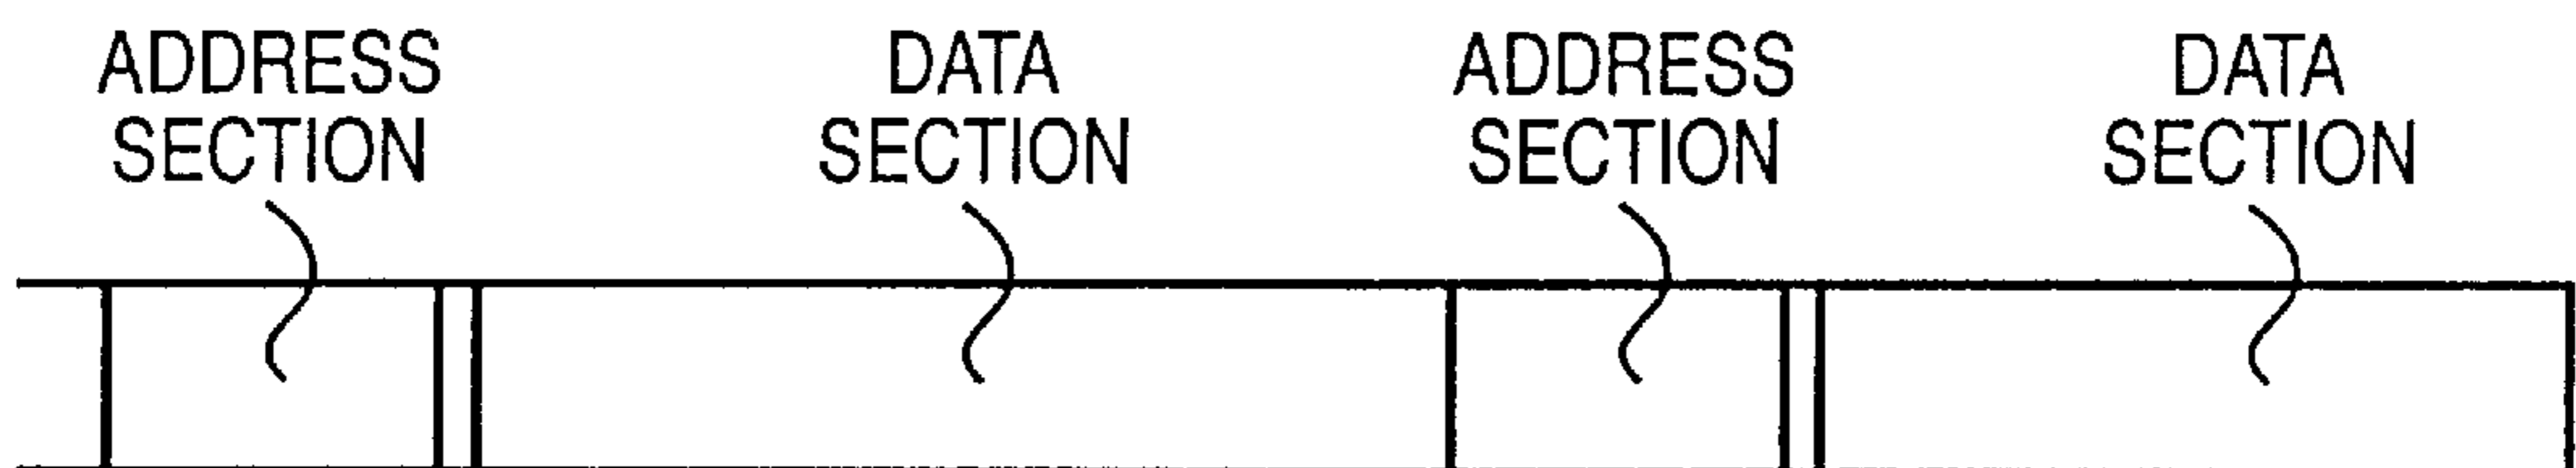 ADDRESS
SECTION
DATA
SECTION
ADDRESS
SECTION
DATA
SECTION